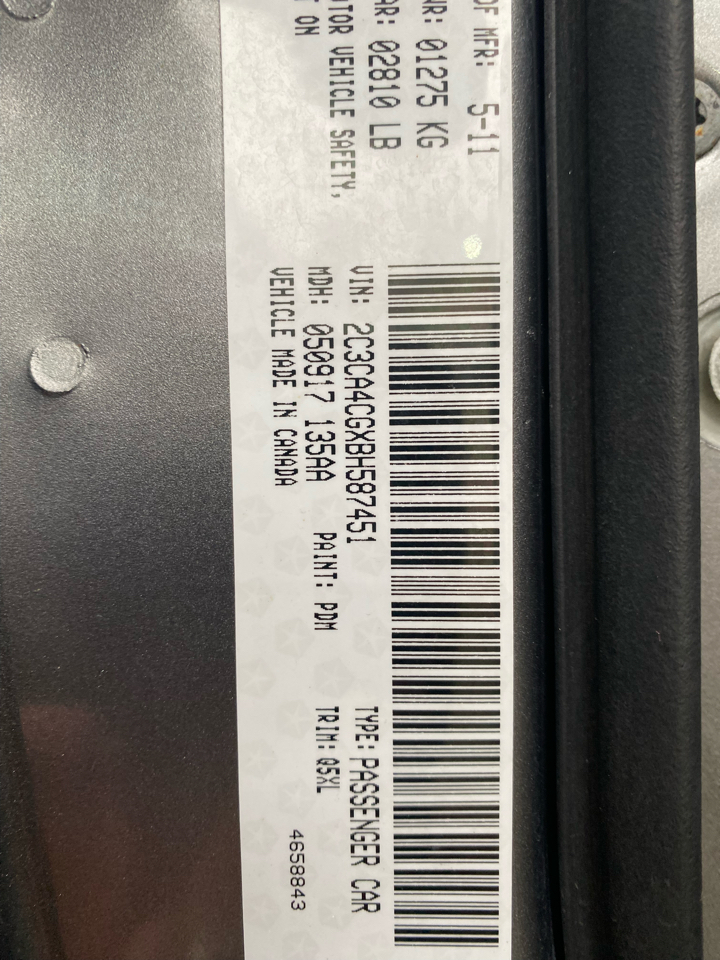 OF MFR: 5-11
01275 KG
02810 LB
MOTOR VEHICLE SAFETY,
ON
VIN: 2C3CA4CGXBH587451 TYPE: PASSENGER CAR
MDH: 050917 135AA PAINT: PDM TRIM: Q5XL
VEHICLE MADE IN CANADA 4658843